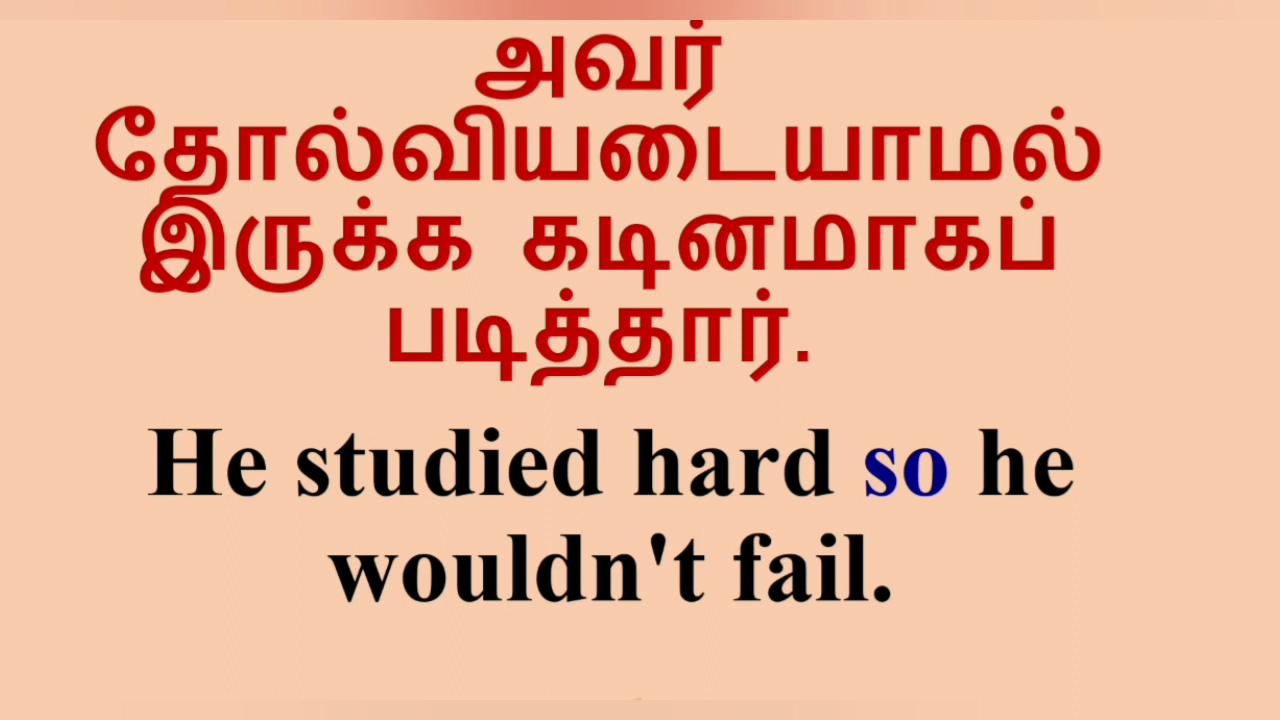 அவர்
தோல்வியடையாமல்
இருக்க கடினமாகப்
படித்தார்.
He studied hard so he
wouldn't fail.